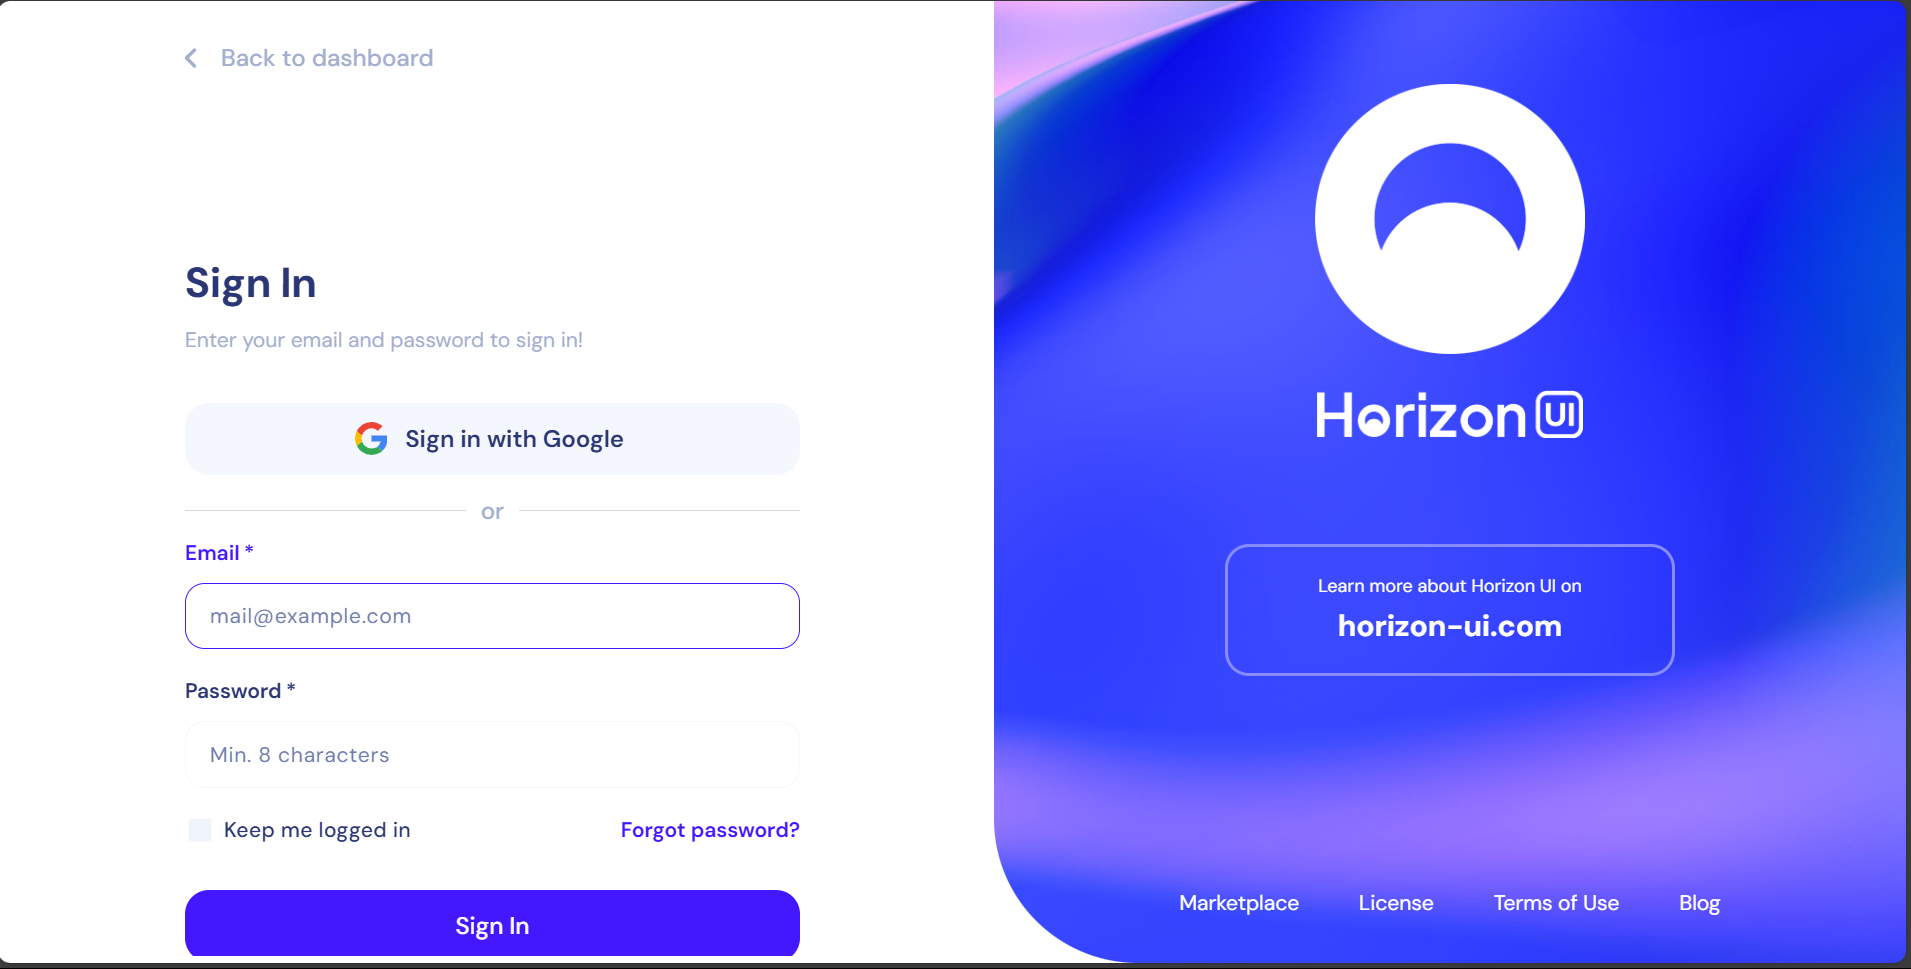 Back to dashboard
Sign In
Enter your email and password to sign in!
Sign in with Google
or
Email *
mail@example.com
Password *
Min. 8 characters
Keep me logged in
Forgot password?
Sign In
Horizon UI
Learn more about Horizon UI on
horizon-ui.com
Marketplace
License
Terms of Use
Blog